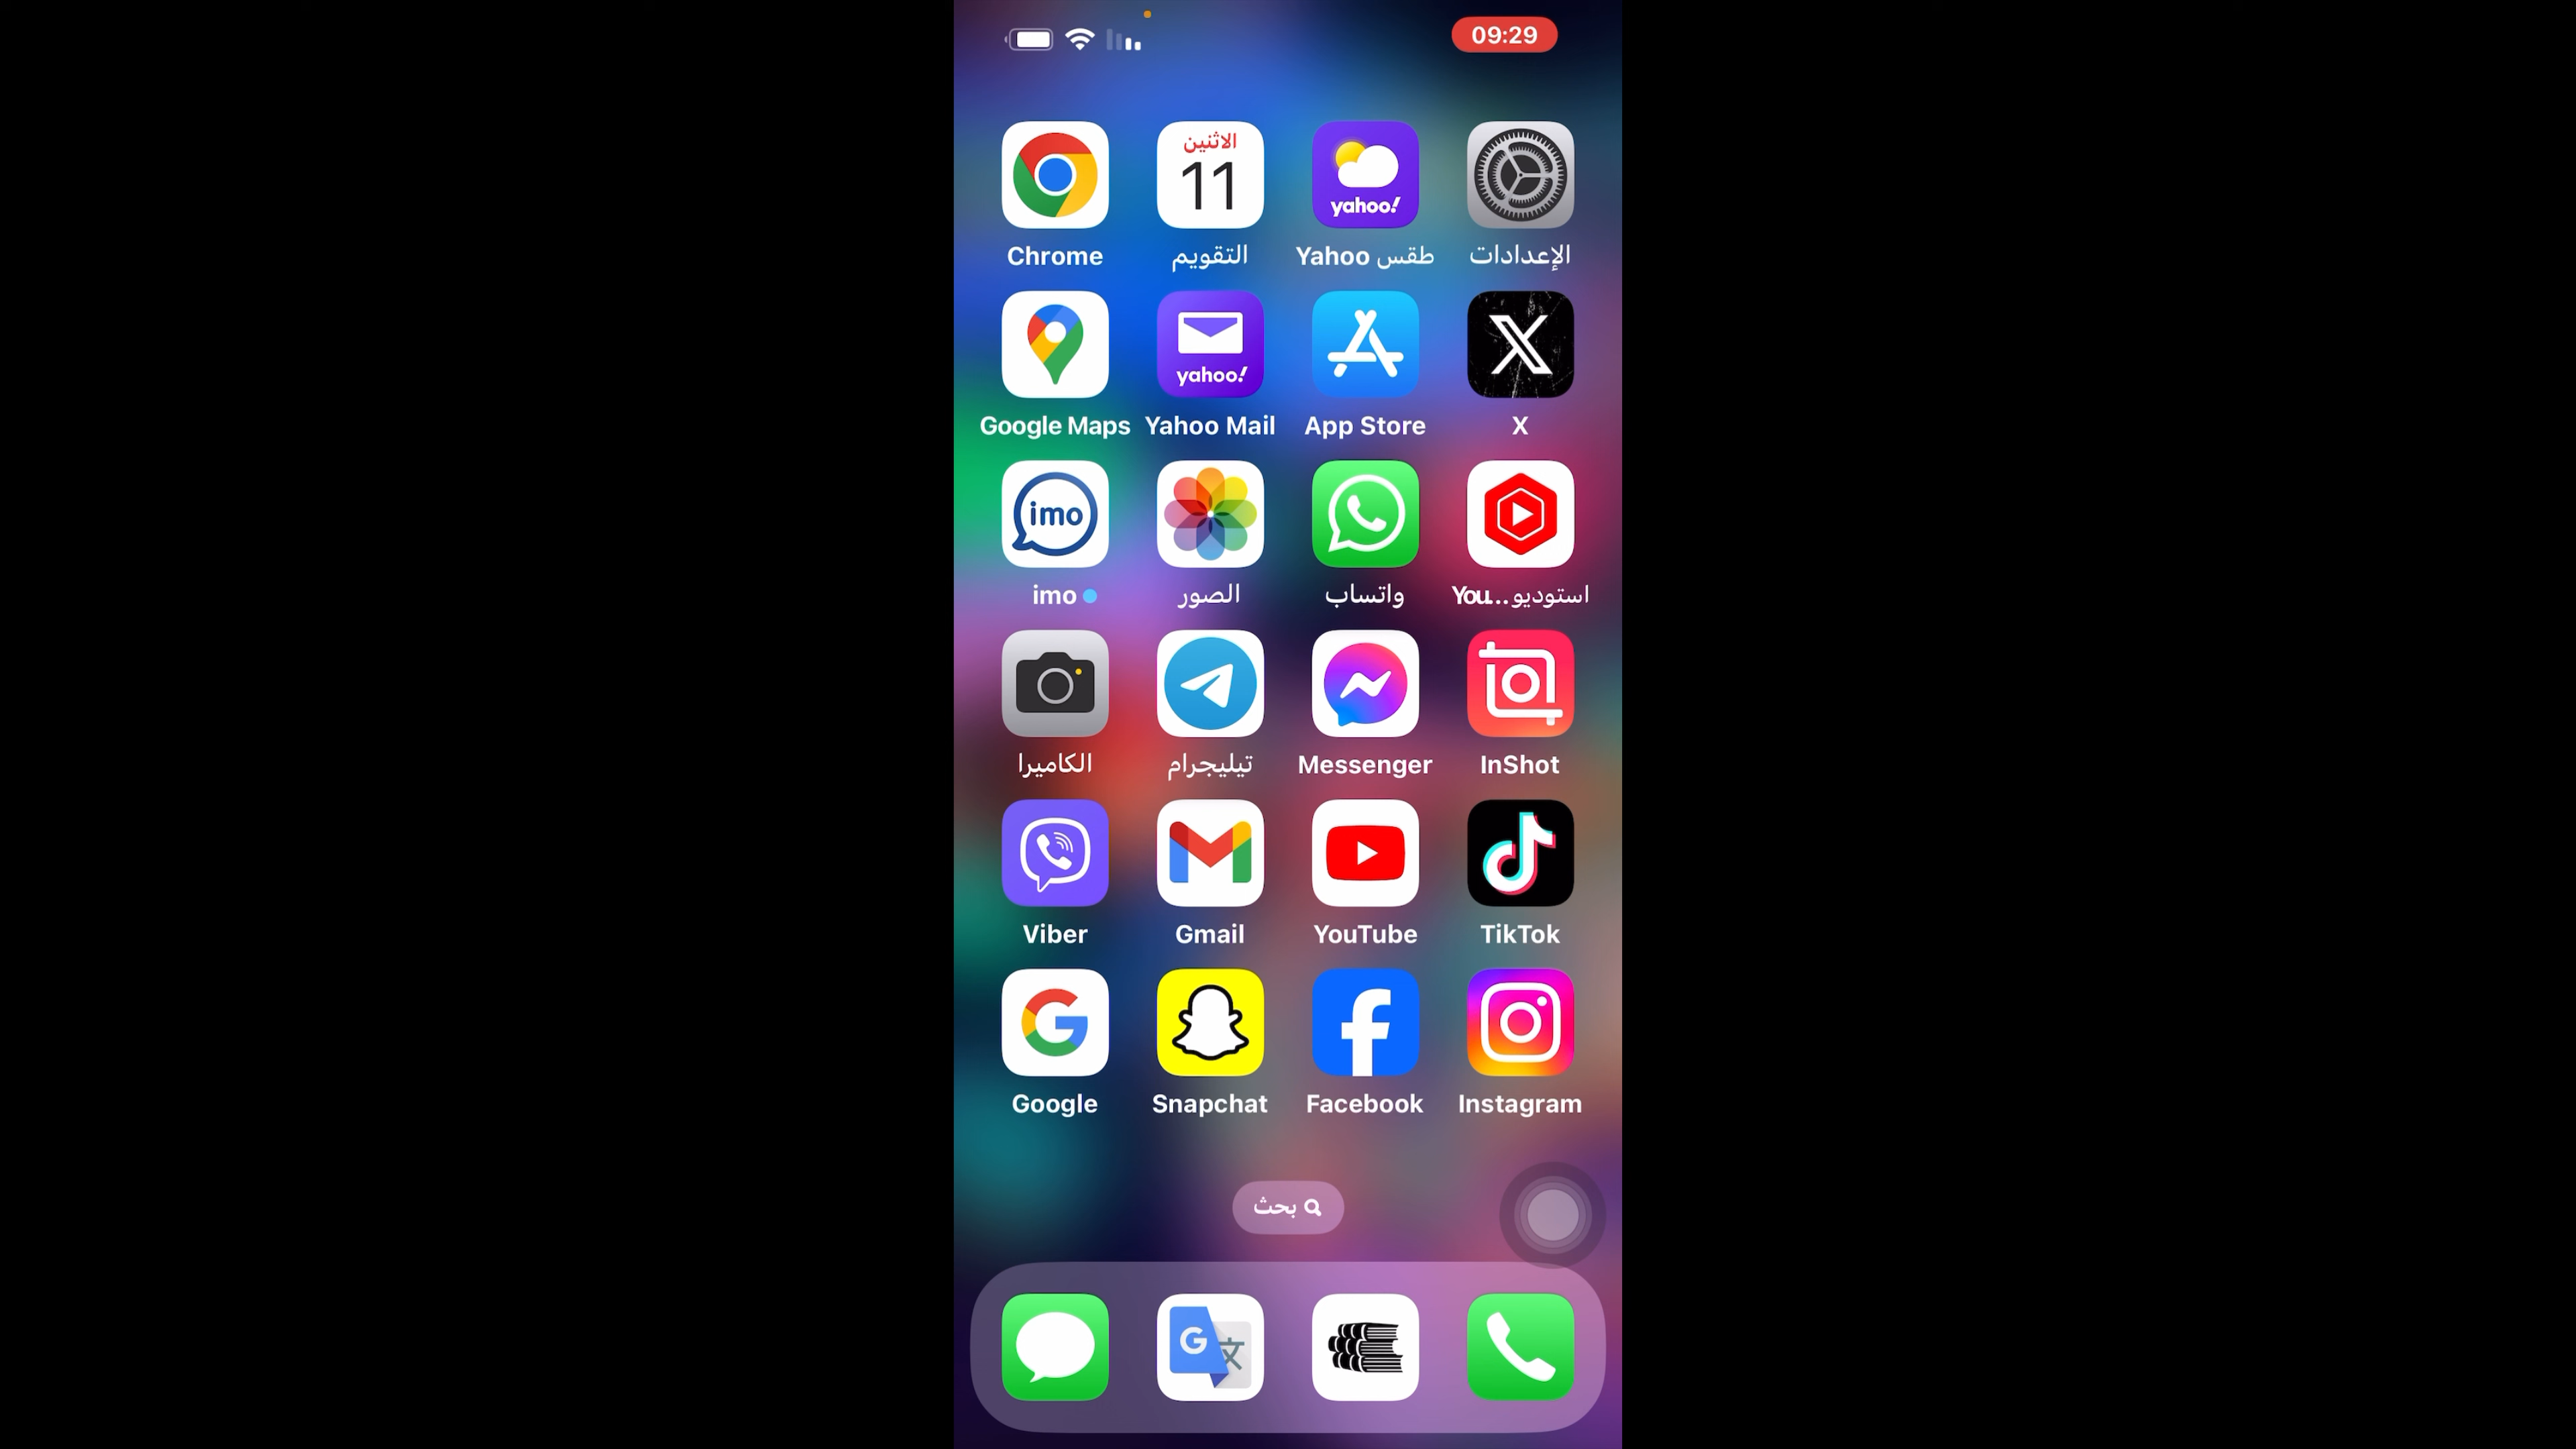 09:29
الاثنين
11
yahoo!
الإعدادات
طقس Yahoo
التقويم
Chrome
yahoo!
X
App Store
Yahoo Mail
Google Maps
imo
استوديو ...You
واتساب
الصور
imo
InShot
Messenger
تيليجرام
الكاميرا
TikTok
YouTube
Gmail
Viber
Instagram
Facebook
Snapchat
Google
بحث